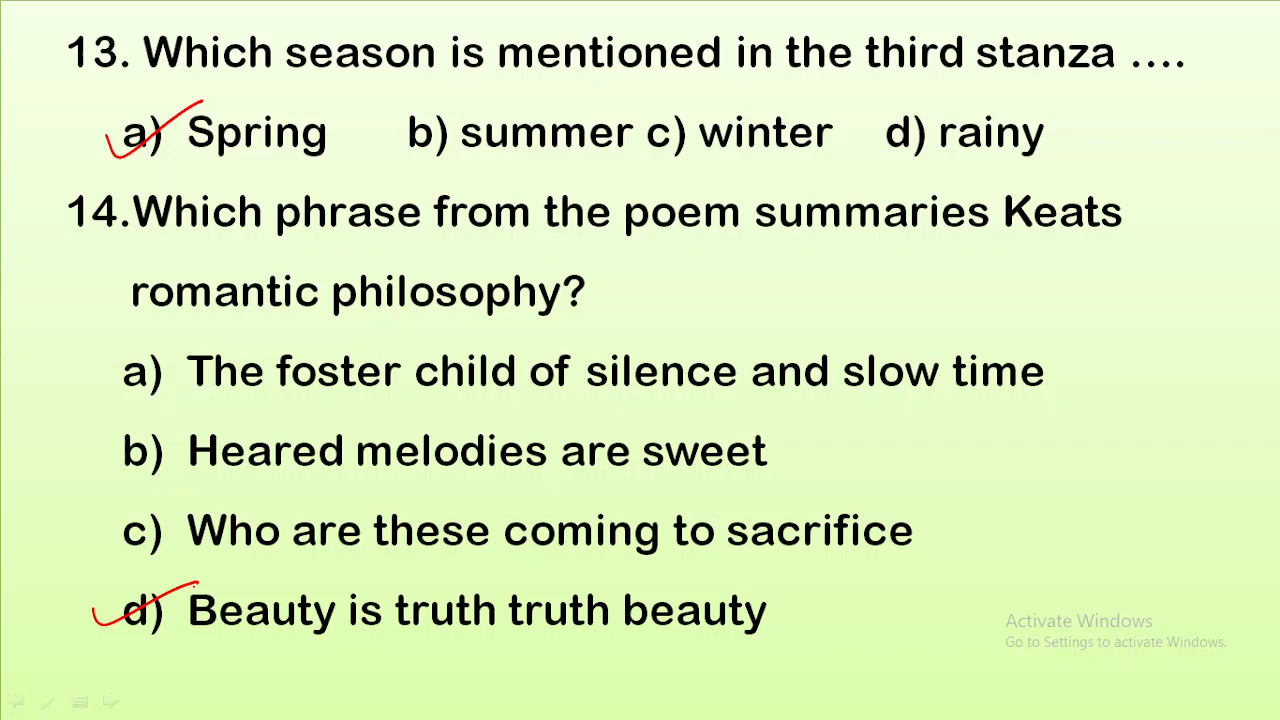 13. Which season is mentioned in the third stanza ....
a) Spring b) summer c) winter d) rainy
14.Which phrase from the poem summaries Keats
romantic philosophy?
a) The foster child of silence and slow time
b) Heared melodies are sweet
c) Who are these coming to sacrifice
d) Beauty is truth truth beauty
Activate Windows
Go to Settings to activate Windows.